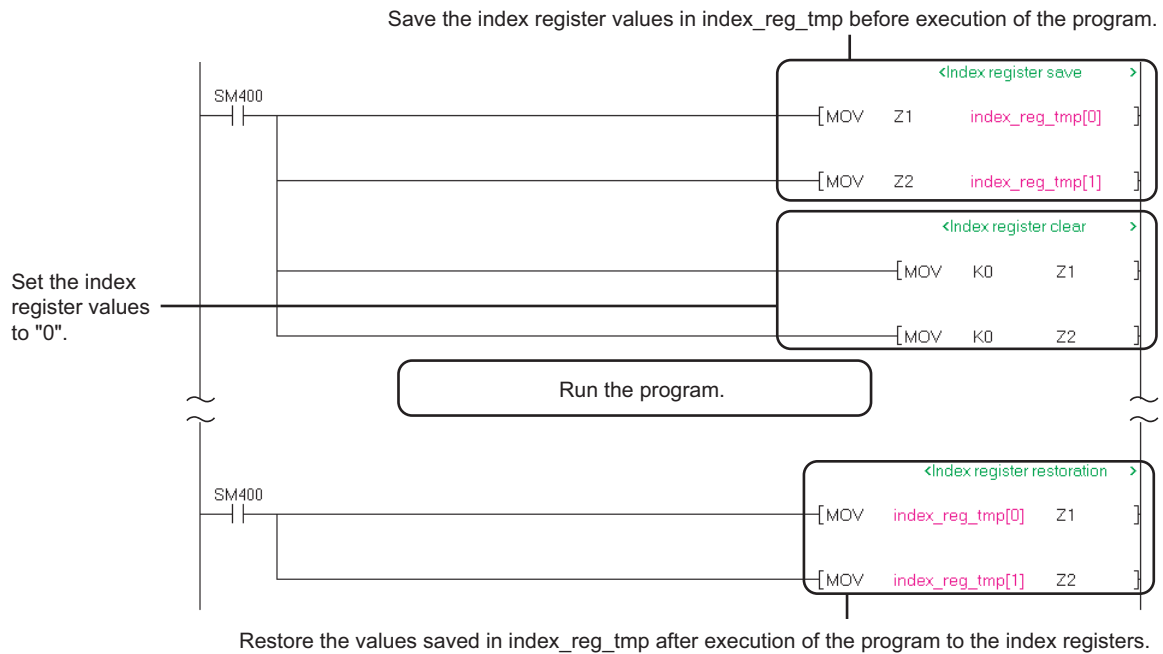 Save the index register values in index_reg_tmp before execution of the program.
<Index register save >
SM400
[MOV Z1 index_reg_tmp[0] ]
[MOV Z2 index_reg_tmp[1] ]
<Index register clear >
[MOV K0 Z1 ]
Set the index
register values
to "0".
[MOV K0 Z2 ]
Run the program.
<Index register restoration >
SM400
[MOV index_reg_tmp[0] Z1 ]
[MOV index_reg_tmp[1] Z2 ]
Restore the values saved in index_reg_tmp after execution of the program to the index registers.